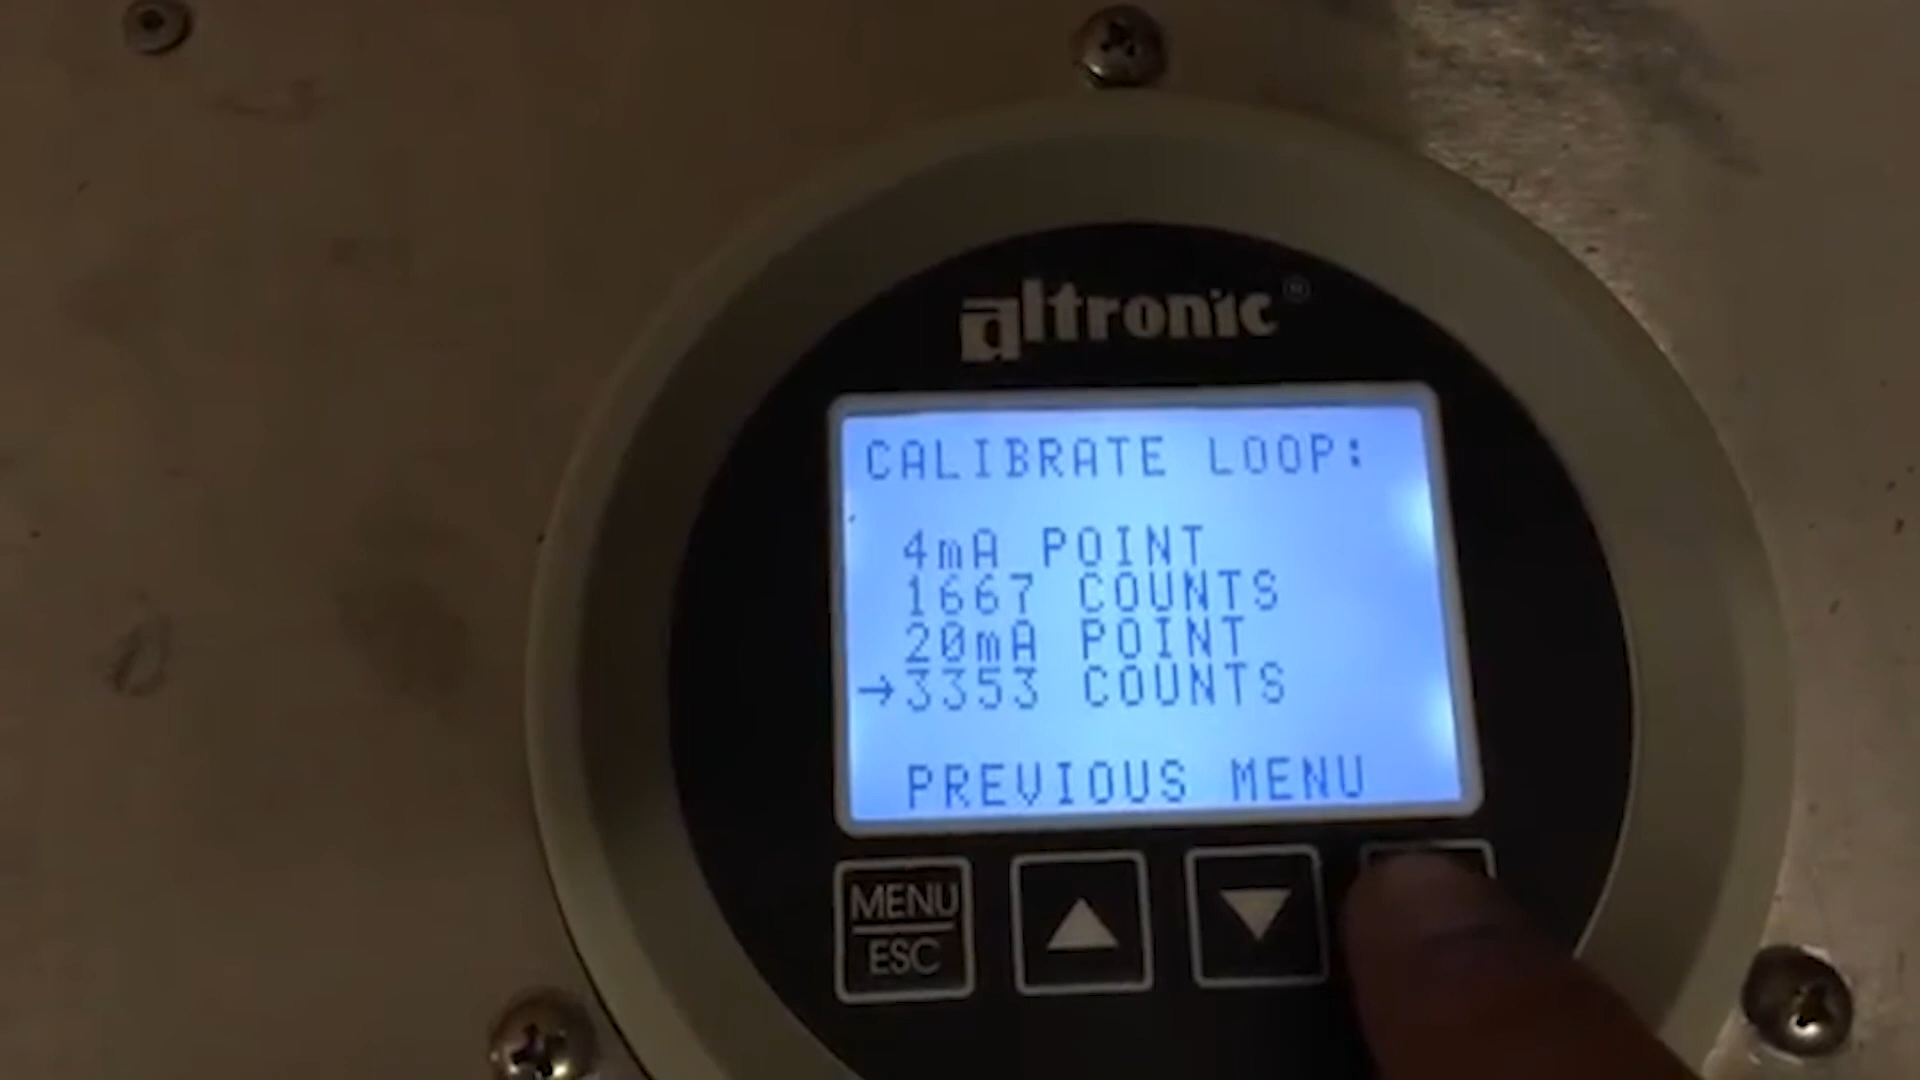 altronic®
CALIBRATE LOOP:
4mA POINT
1667 COUNTS
20mA POINT
→3353 COUNTS
PREVIOUS MENU
MENU
ESC